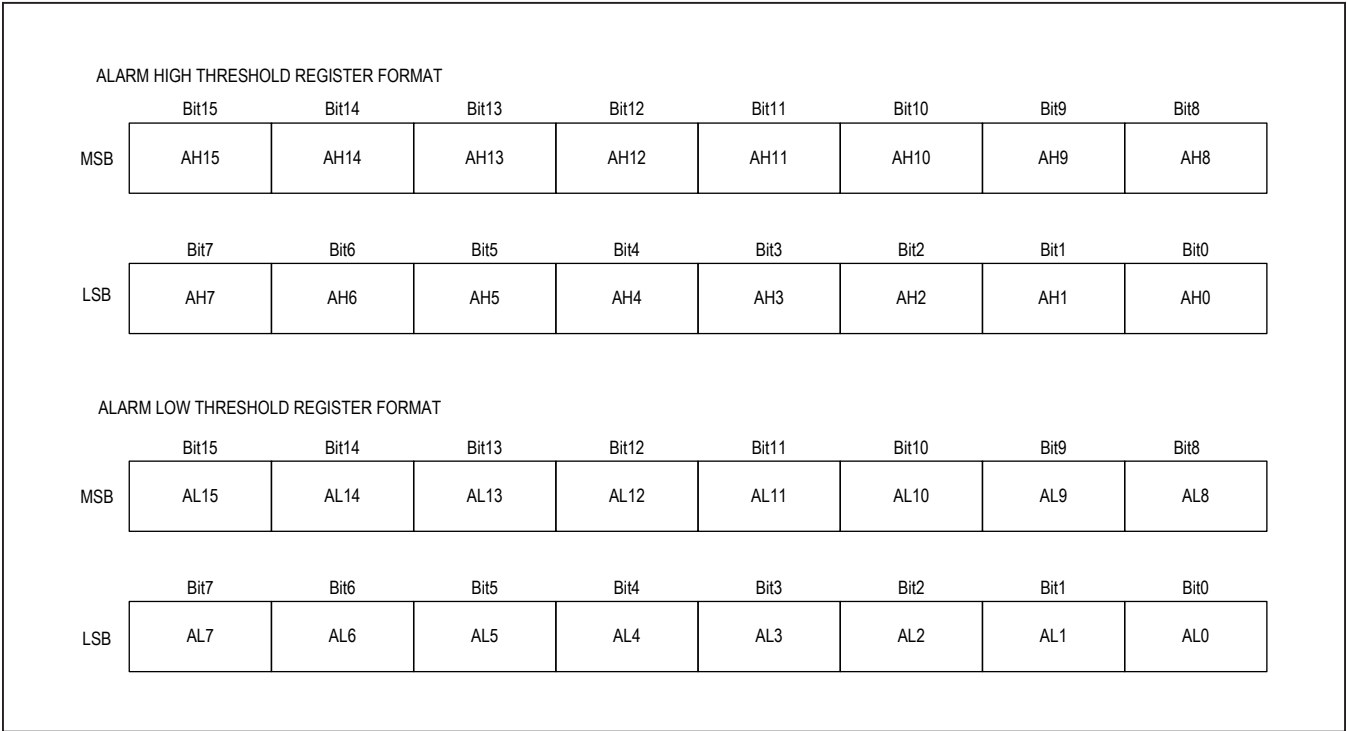 ALARM HIGH THRESHOLD REGISTER FORMAT
Bit15 Bit14 Bit13 Bit12 Bit11 Bit10 Bit9 Bit8
MSB AH15 AH14 AH13 AH12 AH11 AH10 AH9 AH8
Bit7 Bit6 Bit5 Bit4 Bit3 Bit2 Bit1 Bit0
LSB AH7 AH6 AH5 AH4 AH3 AH2 AH1 AH0
ALARM LOW THRESHOLD REGISTER FORMAT
Bit15 Bit14 Bit13 Bit12 Bit11 Bit10 Bit9 Bit8
MSB AL15 AL14 AL13 AL12 AL11 AL10 AL9 AL8
Bit7 Bit6 Bit5 Bit4 Bit3 Bit2 Bit1 Bit0
LSB AL7 AL6 AL5 AL4 AL3 AL2 AL1 AL0